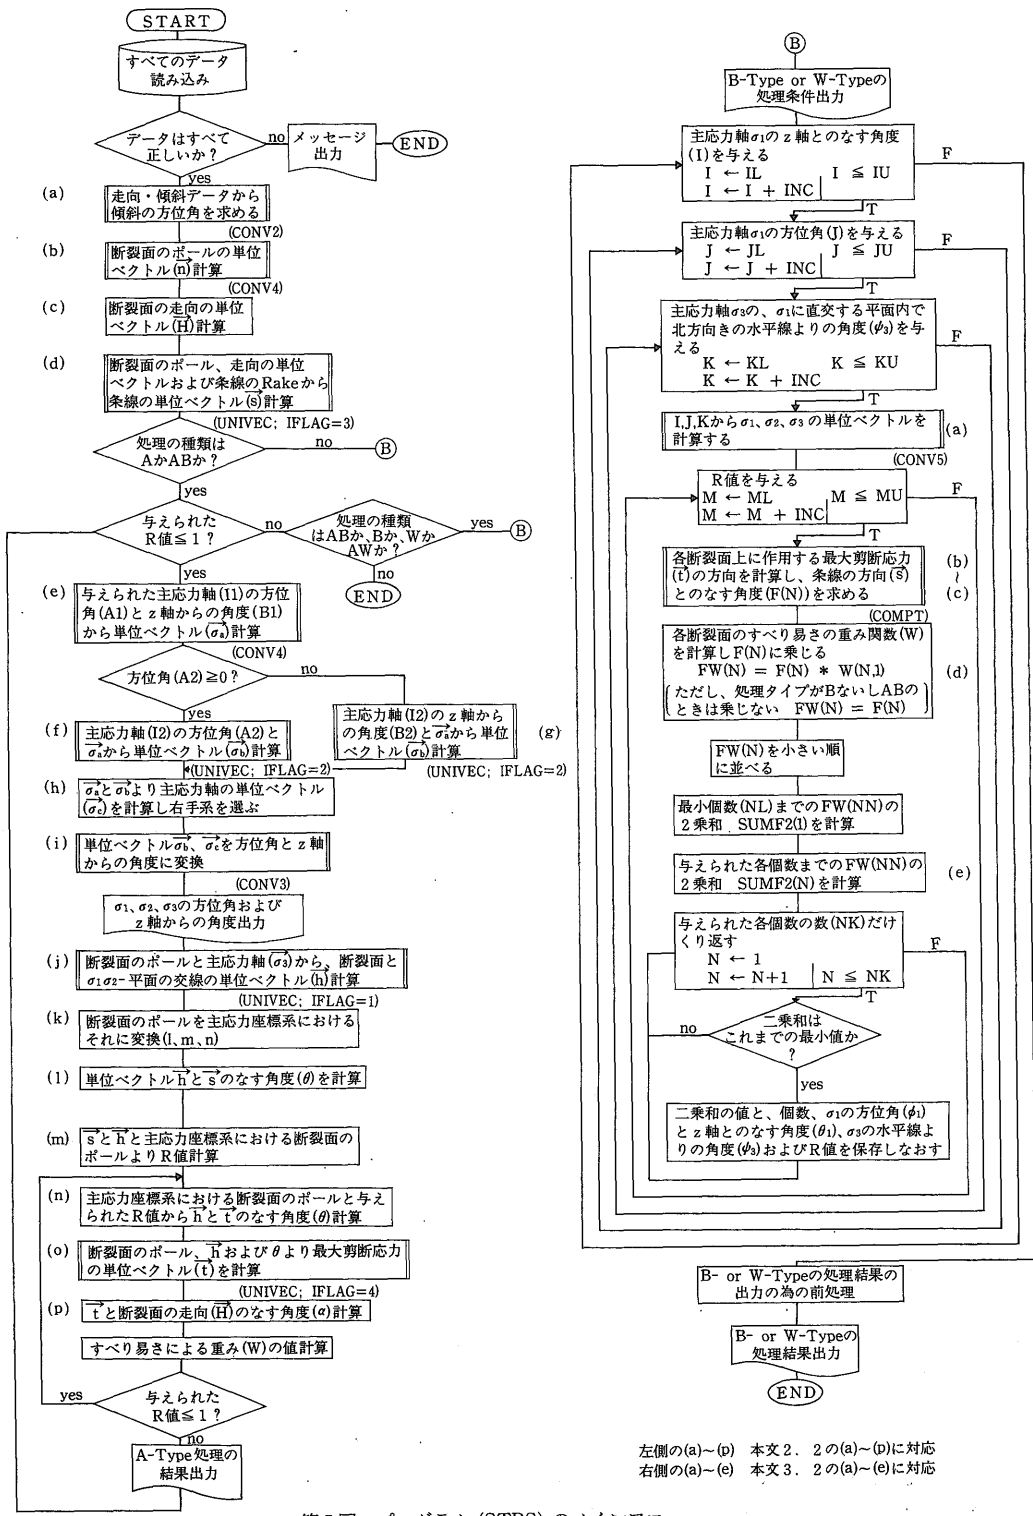 START
すべてのデータ
読み込み
データはすべて
正しいか？
no
メッセージ
出力
END
yes
(a)
走向・傾斜データから
傾斜の方位角を求める
(CONV2)
(b)
断裂面のポールの単位
ベクトル(n)計算
(CONV4)
(c)
断裂面の走向の単位
ベクトル(H)計算
(d)
断裂面のポール、走向の単位
ベクトルおよび条線のRakeから
条線の単位ベクトル(s)計算
(UNIVEC; IFLAG=3)
処理の種類は
AかABか？
no
B
yes
与えられた
R値≦1？
no
処理の種類
はABか、Bか、Wか
AWか？
yes
B
no
END
yes
(e)
与えられた主応力軸(I1)の方位
角(A1)とz軸からの角度(B1)
から単位ベクトル(σa)計算
(CONV4)
方位角(A2)≧0？
no
yes
(f)
主応力軸(I2)の方位角(A2)と
σaから単位ベクトル(σb)計算
主応力軸(I2)のz軸から
の角度(B2)とσaから単位
ベクトル(σb)計算
(g)
(UNIVEC; IFLAG=2)
(UNIVEC; IFLAG=2)
(h)
σaとσbより主応力軸の単位ベクトル
(σc)を計算し右手系を選ぶ
(i)
単位ベクトルσb、σcを方位角とz軸
からの角度に変換
(CONV3)
σ1、σ2、σ3の方位角および
z軸からの角度出力
(j)
断裂面のポールと主応力軸(σ3)から、断裂面と
σ1σ2-平面の交線の単位ベクトル(h)計算
(UNIVEC; IFLAG=1)
(k)
断裂面のポールを主応力座標系における
それに変換(l、m、n)
(l)
単位ベクトルhとsのなす角度(θ)を計算
(m)
sとhと主応力座標系における断裂面の
ポールよりR値計算
(n)
主応力座標系における断裂面のポールと与え
られたR値からhとtのなす角度(θ)計算
(o)
断裂面のポール、hおよびθより最大剪断応力
の単位ベクトル(t)を計算
(UNIVEC; IFLAG=4)
(p)
tと断裂面の走向(H)のなす角度(α)計算
すべり易さによる重み(W)の値計算
yes
与えられた
R値≦1？
no
A-Type処理の
結果出力
B
B-Type or W-Typeの
処理条件出力
主応力軸σ1のz軸とのなす角度
(I)を与える
I ← IL I ≦ IU
I ← I + INC
F
T
主応力軸σ1の方位角(J)を与える
J ← JL J ≦ JU
J ← J + INC
F
T
主応力軸σ3の、σ1に直交する平面内で
北方向きの水平線よりの角度(ψ3)を与
える
K ← KL K ≦ KU
K ← K + INC
F
T
I,J,Kからσ1、σ2、σ3の単位ベクトルを
計算する
(a)
(CONV5)
R値を与える
M ← ML M ≦ MU
M ← M + INC
F
T
各断裂面上に作用する最大剪断応力
(t)の方向を計算し、条線の方向(s)
とのなす角度(F(N))を求める
(b)
〜
(c)
(COMPT)
各断裂面のすべり易さの重み関数(W)
を計算しF(N)に乗じる
FW(N) = F(N) * W(N,1)
(ただし、処理タイプがBないしABの
ときは乗じない FW(N) = F(N))
(d)
FW(N)を小さい順
に並べる
最小個数(NL)までのFW(NN)の
2乗和 SUMF2(1)を計算
与えられた各個数までのFW(NN)の
2乗和 SUMF2(N)を計算
(e)
与えられた各個数の数(NK)だけ
くり返す
N ← 1
N ← N+1 N ≦ NK
F
T
no
二乗和は
これまでの最小値か
？
yes
二乗和の値と、個数、σ1の方位角(φ1)
とz軸とのなす角度(θ1)、σ3の水平線よ
りの角度(ψ3)およびR値を保存しなおす
B- or W-Typeの処理結果の
出力の為の前処理
B- or W-Typeの
処理結果出力
END
左側の(a)〜(p) 本文2．2の(a)〜(p)に対応
右側の(a)〜(e) 本文3．2の(a)〜(e)に対応